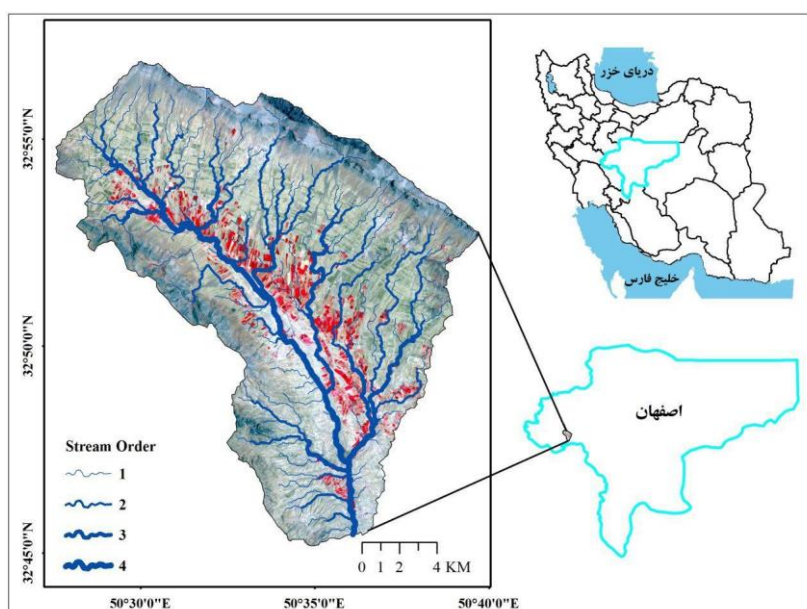 32°55'0"N
32°50'0"N
32°45'0"N
Stream Order
1
2
3
4
0 1 2 4 KM
50°30'0"E
50°35'0"E
50°40'0"E
دریای خزر
خلیج فارس
اصفهان